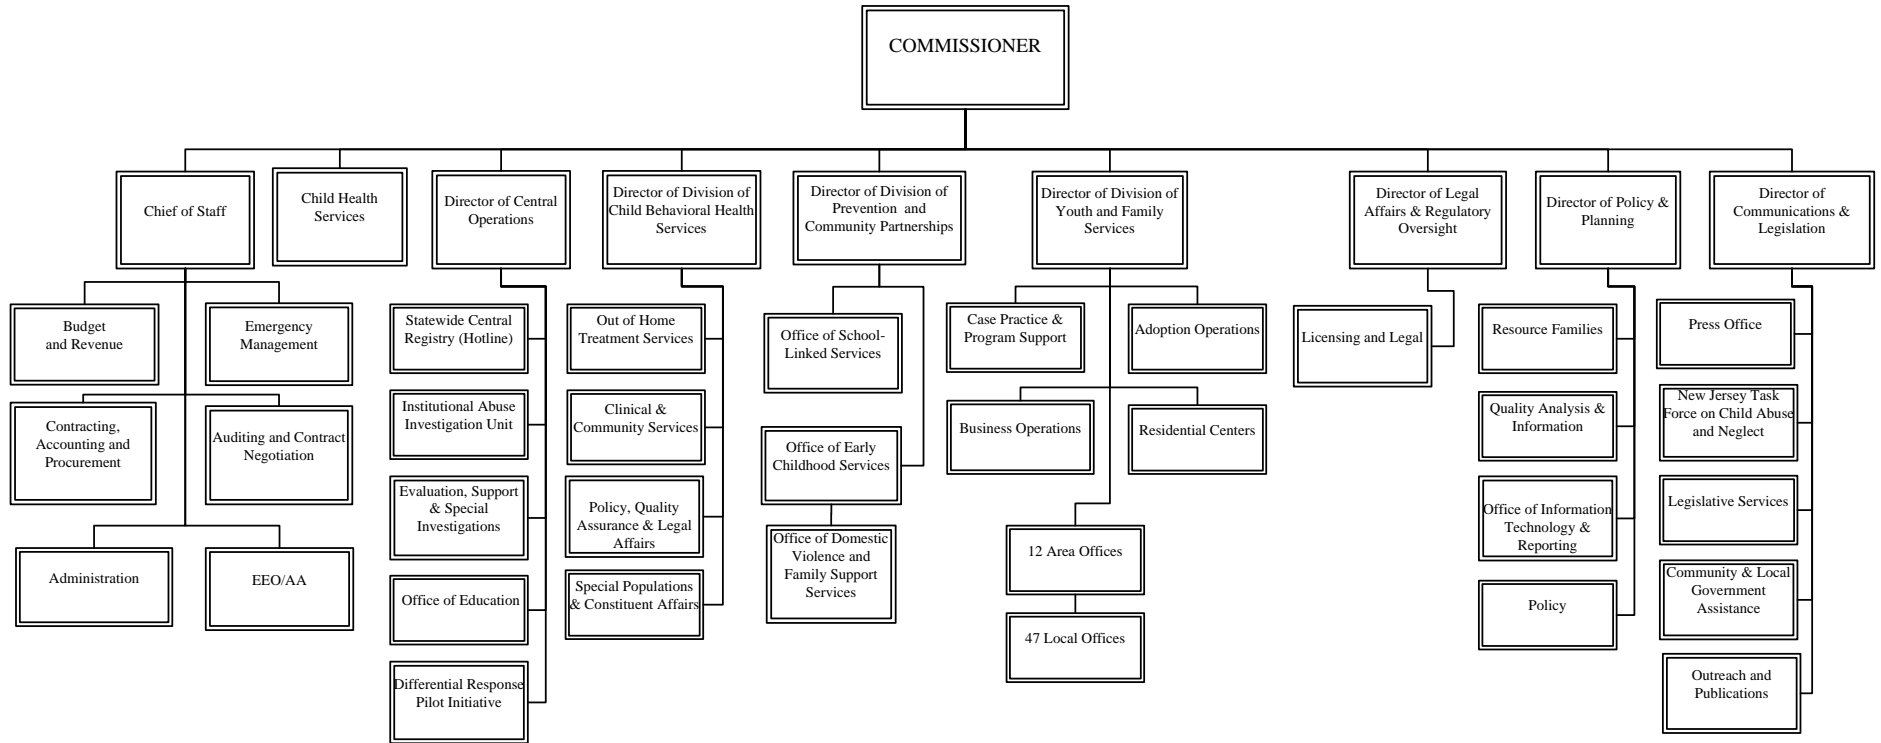 COMMISSIONER
Chief of Staff
Child Health
Services
Director of Central
Operations
Director of Division of
Child Behavioral Health
Services
Director of Division of
Prevention and
Community Partnerships
Director of Division of
Youth and Family
Services
Director of Legal
Affairs & Regulatory
Oversight
Director of Policy &
Planning
Director of
Communications &
Legislation
Budget
and Revenue
Emergency
Management
Contracting,
Accounting and
Procurement
Auditing and Contract
Negotiation
Administration
EEO/AA
Statewide Central
Registry (Hotline)
Institutional Abuse
Investigation Unit
Evaluation, Support
& Special
Investigations
Office of Education
Differential Response
Pilot Initiative
Out of Home
Treatment Services
Clinical &
Community Services
Policy, Quality
Assurance & Legal
Affairs
Special Populations
& Constituent Affairs
Office of School-
Linked Services
Office of Early
Childhood Services
Office of Domestic
Violence and
Family Support
Services
Case Practice &
Program Support
Adoption Operations
Business Operations
Residential Centers
12 Area Offices
47 Local Offices
Licensing and Legal
Resource Families
Quality Analysis &
Information
Office of Information
Technology &
Reporting
Policy
Press Office
New Jersey Task
Force on Child Abuse
and Neglect
Legislative Services
Community & Local
Government
Assistance
Outreach and
Publications